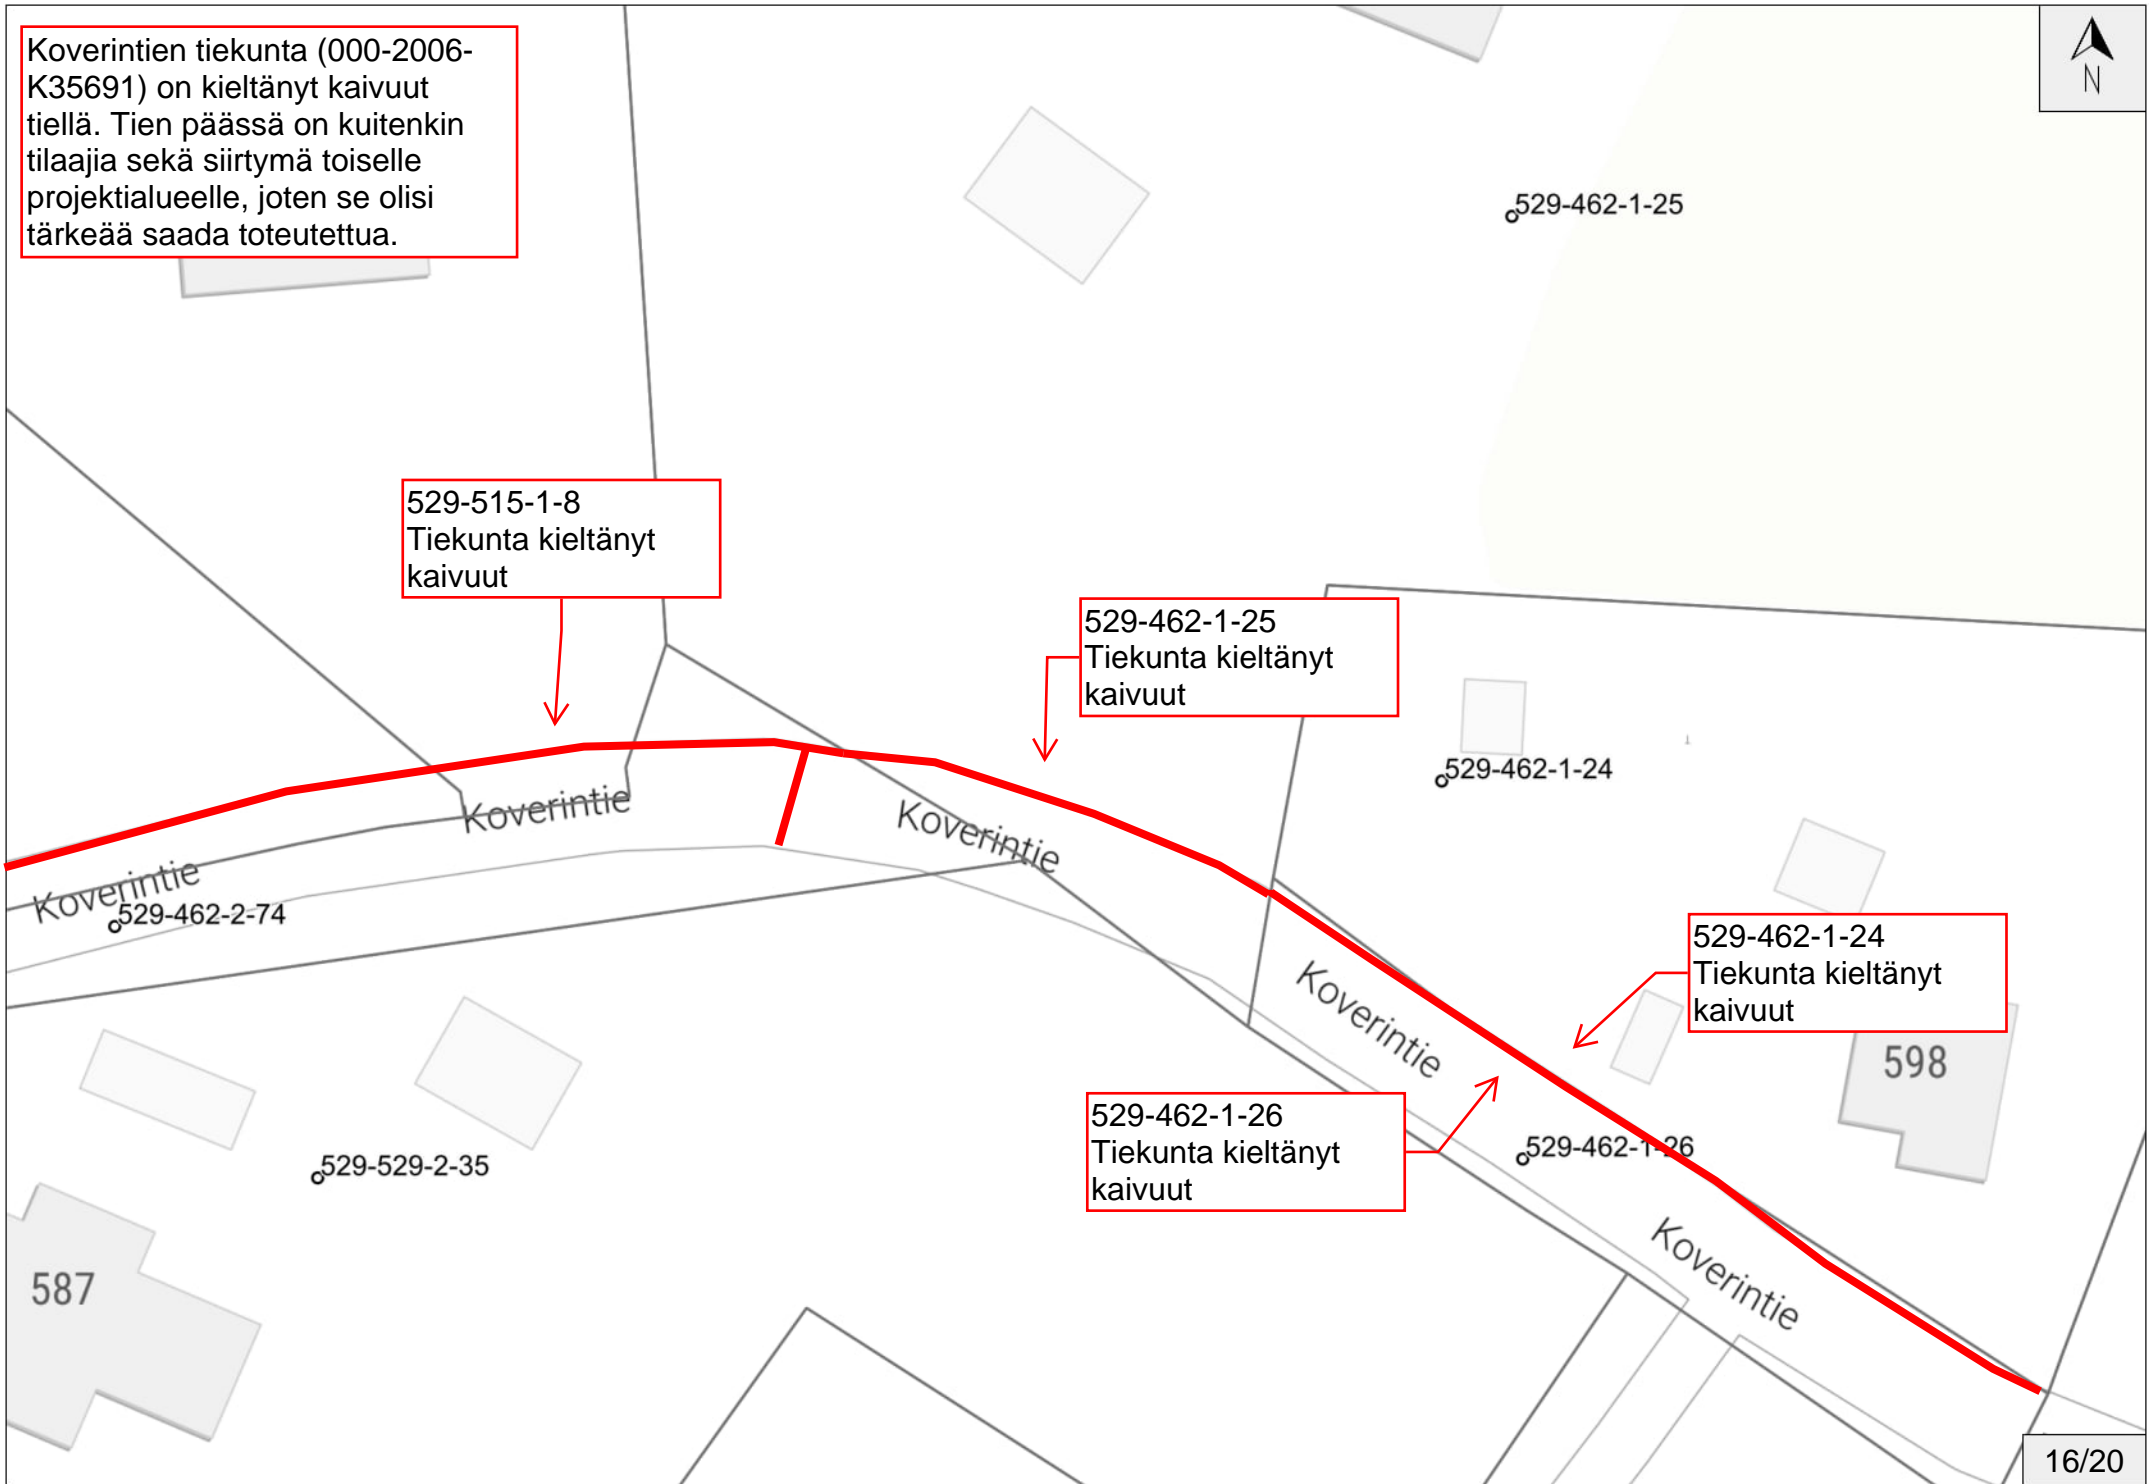 Koverintien tiekunta (000-2006-
K35691) on kieltänyt kaivuut
tiellä. Tien päässä on kuitenkin
tilaajia sekä siirtymä toiselle
projektialueelle, joten se olisi
tärkeää saada toteutettua.
N
529-462-1-25
529-515-1-8
Tiekunta kieltänyt
kaivuut
529-462-1-25
Tiekunta kieltänyt
kaivuut
529-462-1-24
Koverintie
Koverintie
Koverintie
529-462-2-74
529-462-1-24
Tiekunta kieltänyt
kaivuut
Koverintie
598
529-462-1-26
Tiekunta kieltänyt
kaivuut
529-462-1-26
529-529-2-35
Koverintie
587
16/20